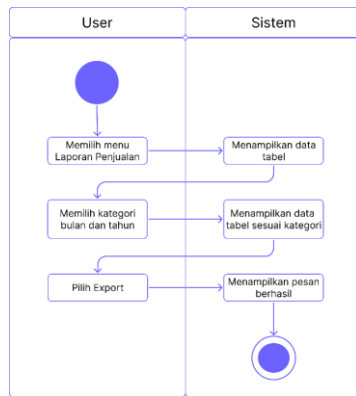 User
Sistem
Memilih menu
Laporan Penjualan
Menampilkan data
tabel
Memilih kategori
bulan dan tahun
Menampilkan data
tabel sesuai kategori
Pilih Export
Menampilkan pesan
berhasil